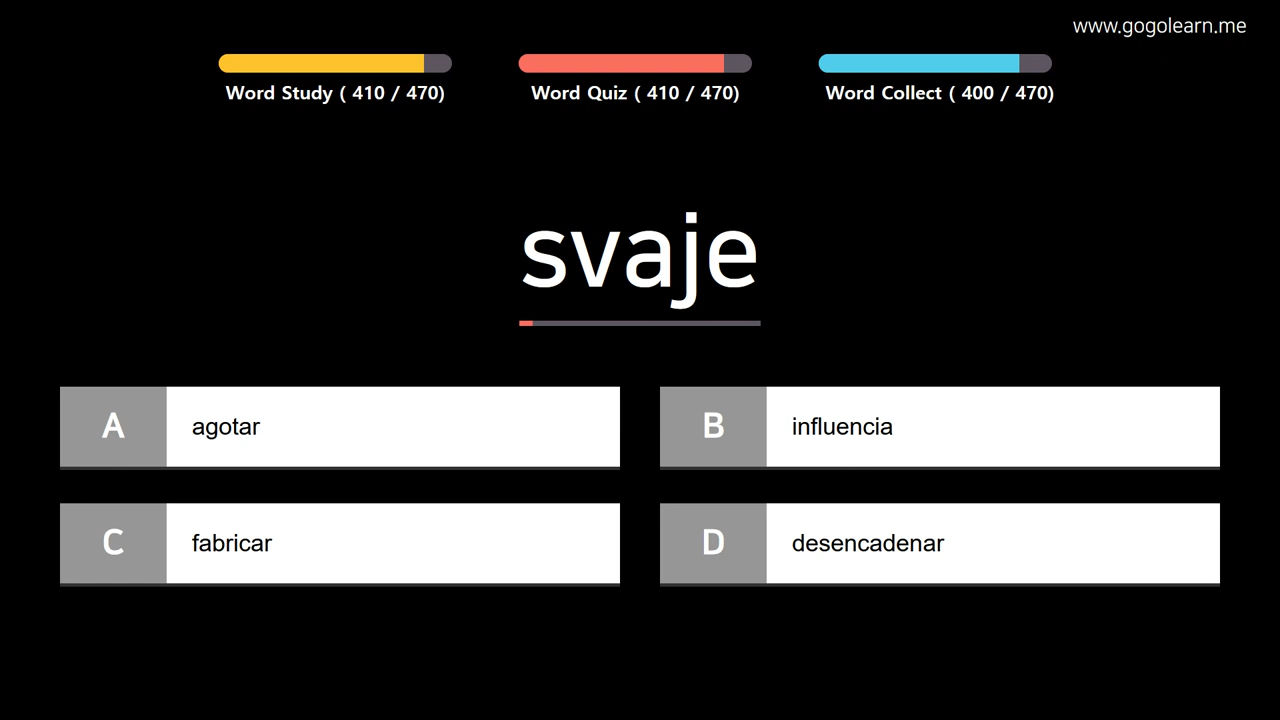 www.gogolearn.me
Word Study ( 410 / 470)
Word Quiz ( 410 / 470)
Word Collect ( 400 / 470)
svaje
A agotar
B influencia
C fabricar
D desencadenar